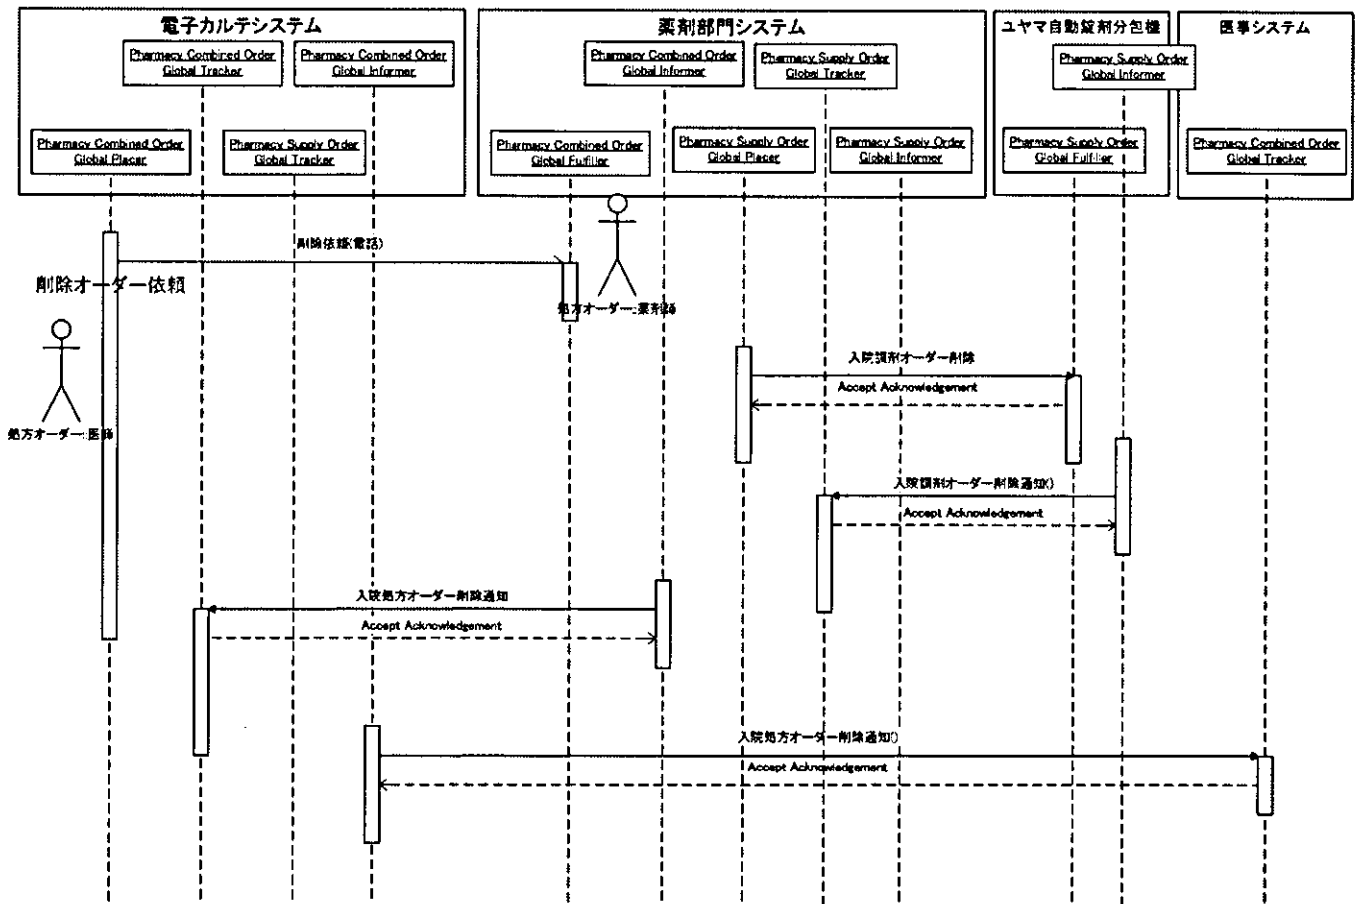 電子カルテシステム
薬剤部門システム
ユヤマ自動錠剤分包機
医事システム
Pharmacy Combined Order
Global Tracker
Pharmacy Combined Order
Global Informer
Pharmacy Combined Order
Global Informer
Pharmacy Supply Order
Global Tracker
Pharmacy Supply Order
Global Informer
Pharmacy Combined Order
Global Placer
Pharmacy Supply Order
Global Tracker
Pharmacy Combined Order
Global Fulfiller
Pharmacy Supply Order
Global Placer
Pharmacy Supply Order
Global Informer
Pharmacy Supply Order
Global Fulfiller
Pharmacy Combined Order
Global Tracker
削除依頼(電話)
削除オーダー依頼
処方オーダー:薬剤師
入院調剤オーダー削除
Accept Acknowledgement
処方オーダー:医師
入院調剤オーダー削除通知()
Accept Acknowledgement
入院処方オーダー削除通知
Accept Acknowledgement
入院処方オーダー削除通知()
Accept Acknowledgement